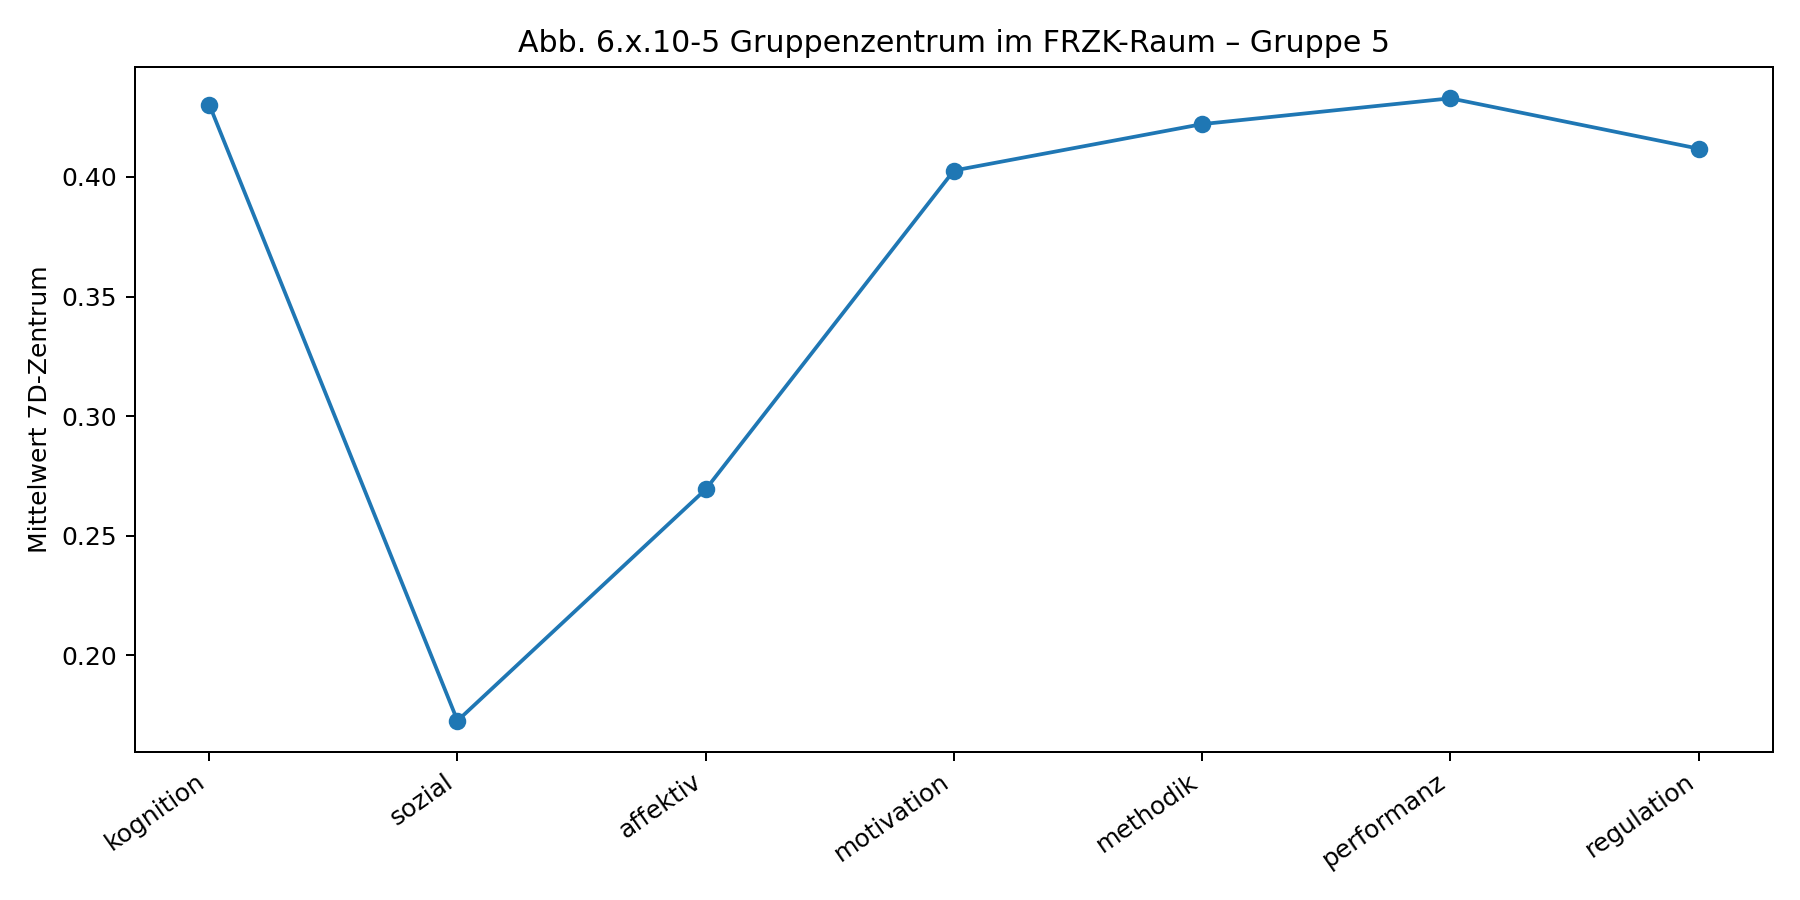 Abb. 6.x.10-5 Gruppenzentrum im FRZK-Raum – Gruppe 5
Mittelwert 7D-Zentrum
0.40
0.35
0.30
0.25
0.20
kognition
sozial
affektiv
motivation
methodik
performanz
regulation